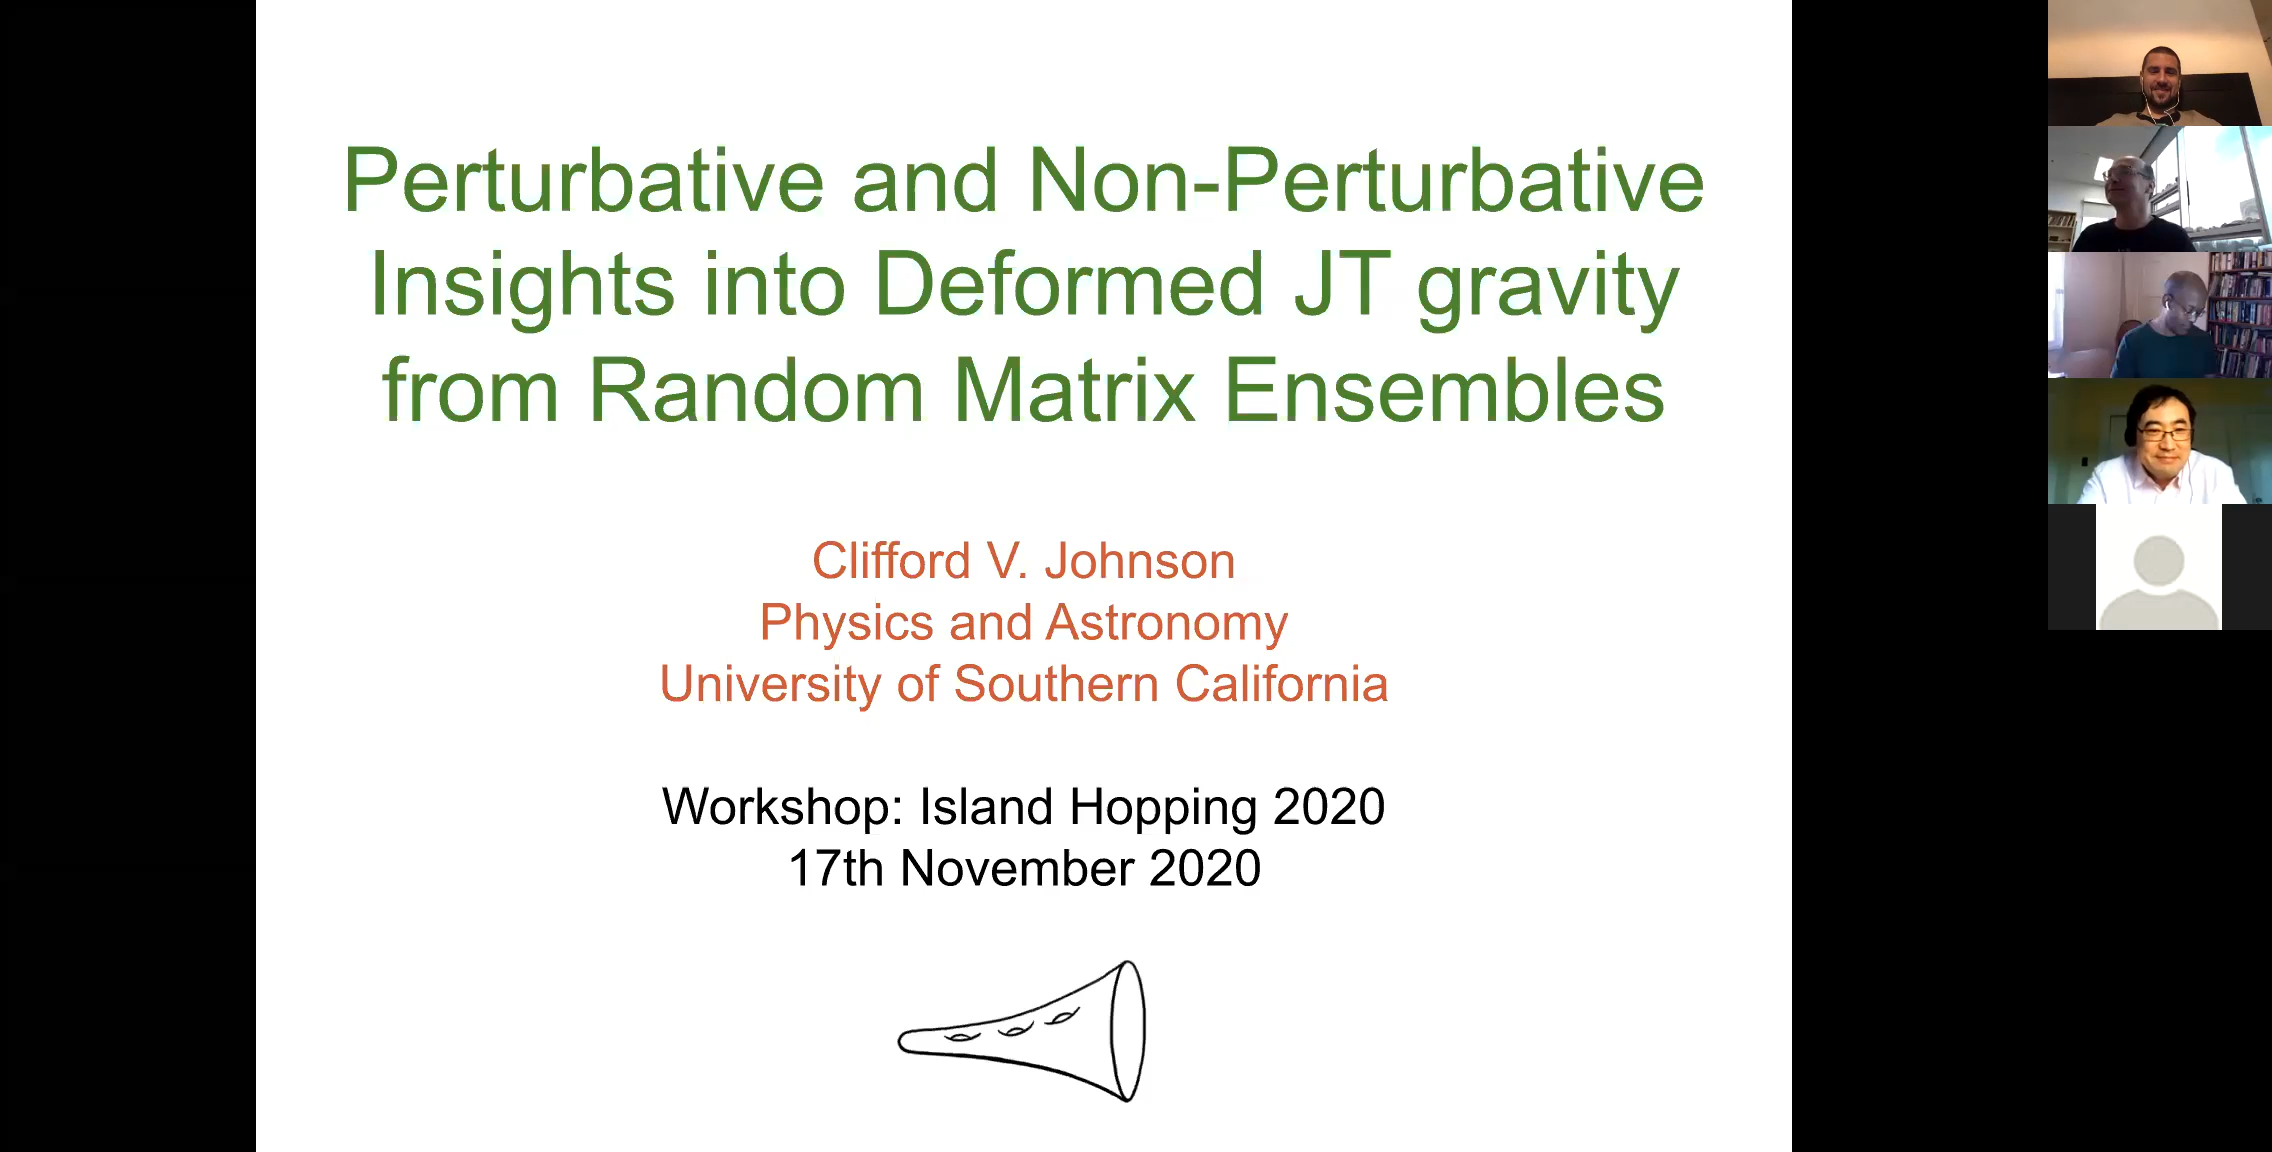 Perturbative and Non-Perturbative
Insights into Deformed JT gravity
from Random Matrix Ensembles
Clifford V. Johnson
Physics and Astronomy
University of Southern California
Workshop: Island Hopping 2020
17th November 2020